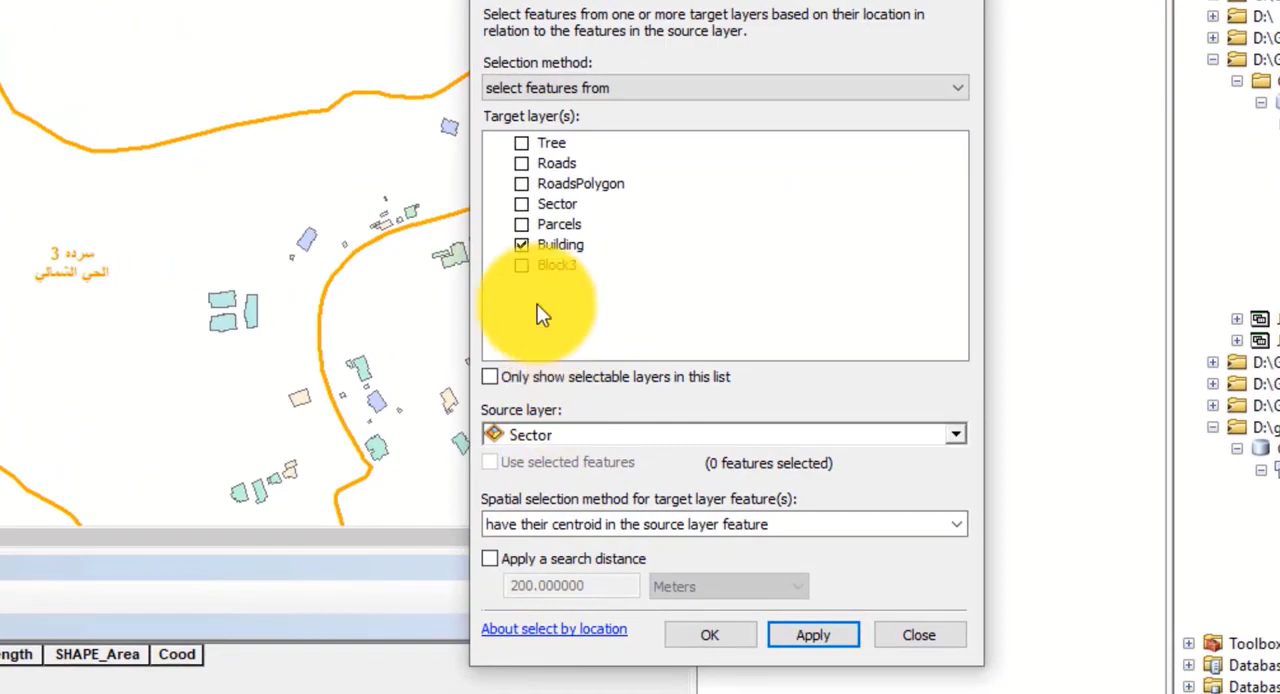 Select features from one or more target layers based on their location in
relation to the features in the source layer.
Selection method:
select features from
Target layer(s):
Tree
Roads
RoadsPolygon
Sector
Parcels
Building
Block3
Only show selectable layers in this list
Source layer:
Sector
Use selected features (0 features selected)
Spatial selection method for target layer feature(s):
have their centroid in the source layer feature
Apply a search distance
200.000000 Meters
About select by location OK Apply Close
سرده 3
الحي الشمالي
SHAPE_Area Cood
D:\
D:\G
D:\G
D:\G
D:\G
D:\G
D:\g
Toolbox
Databas
Databas